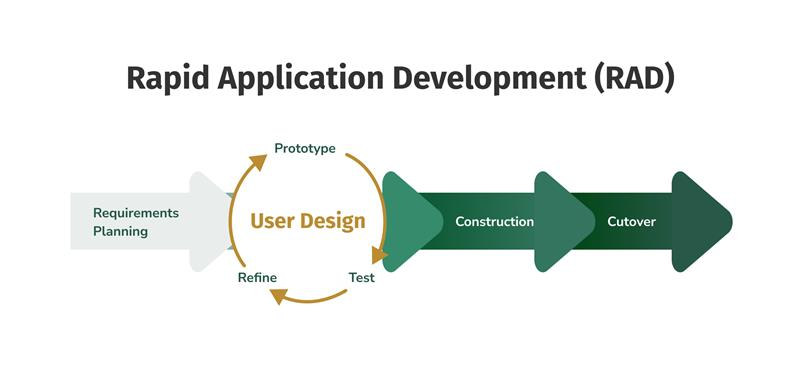 Rapid Application Development (RAD)
Prototype
Requirements
Planning
User Design
Construction
Cutover
Refine
Test